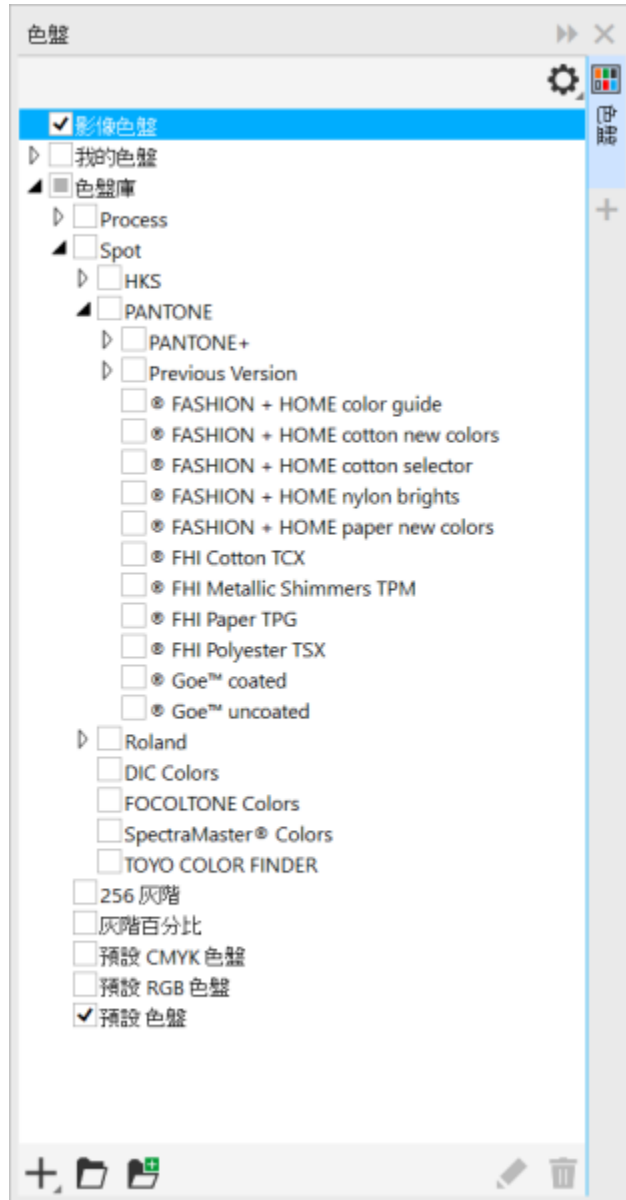 色盤
色盤
影像色盤
我的色盤
色盤庫
Process
Spot
HKS
PANTONE
PANTONE+
Previous Version
® FASHION + HOME color guide
® FASHION + HOME cotton new colors
® FASHION + HOME cotton selector
® FASHION + HOME nylon brights
® FASHION + HOME paper new colors
® FHI Cotton TCX
® FHI Metallic Shimmers TPM
® FHI Paper TPG
® FHI Polyester TSX
® Goe™ coated
® Goe™ uncoated
Roland
DIC Colors
FOCOLTONE Colors
SpectraMaster® Colors
TOYO COLOR FINDER
256 灰階
灰階百分比
預設 CMYK 色盤
預設 RGB 色盤
預設 色盤